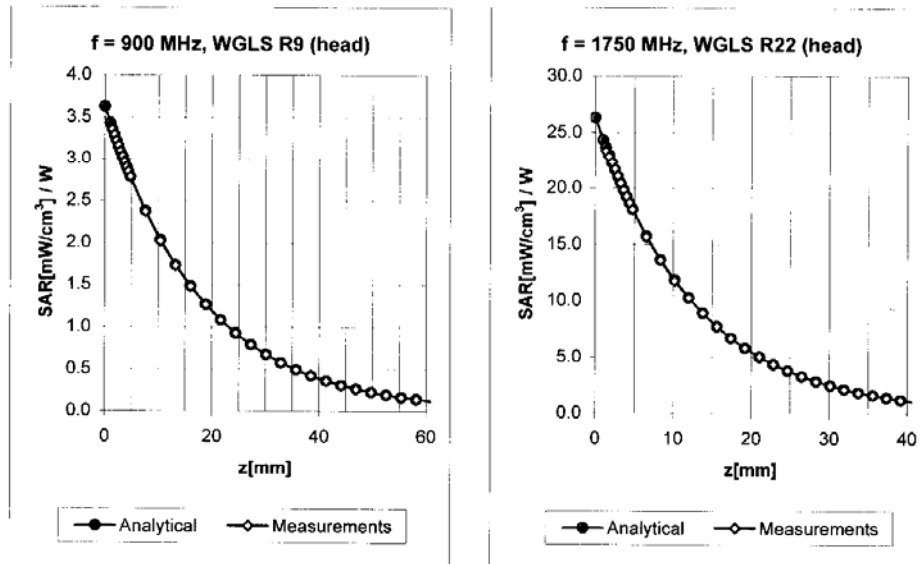 f = 900 MHz, WGLS R9 (head)
4.0
3.5
3.0
2.5
2.0
1.5
1.0
0.5
0.0
SAR[mW/cm³] / W
0 20 40 60
z[mm]
Analytical Measurements
f = 1750 MHz, WGLS R22 (head)
30.0
25.0
20.0
15.0
10.0
5.0
0.0
SAR[mW/cm³] / W
0 10 20 30 40
z[mm]
Analytical Measurements